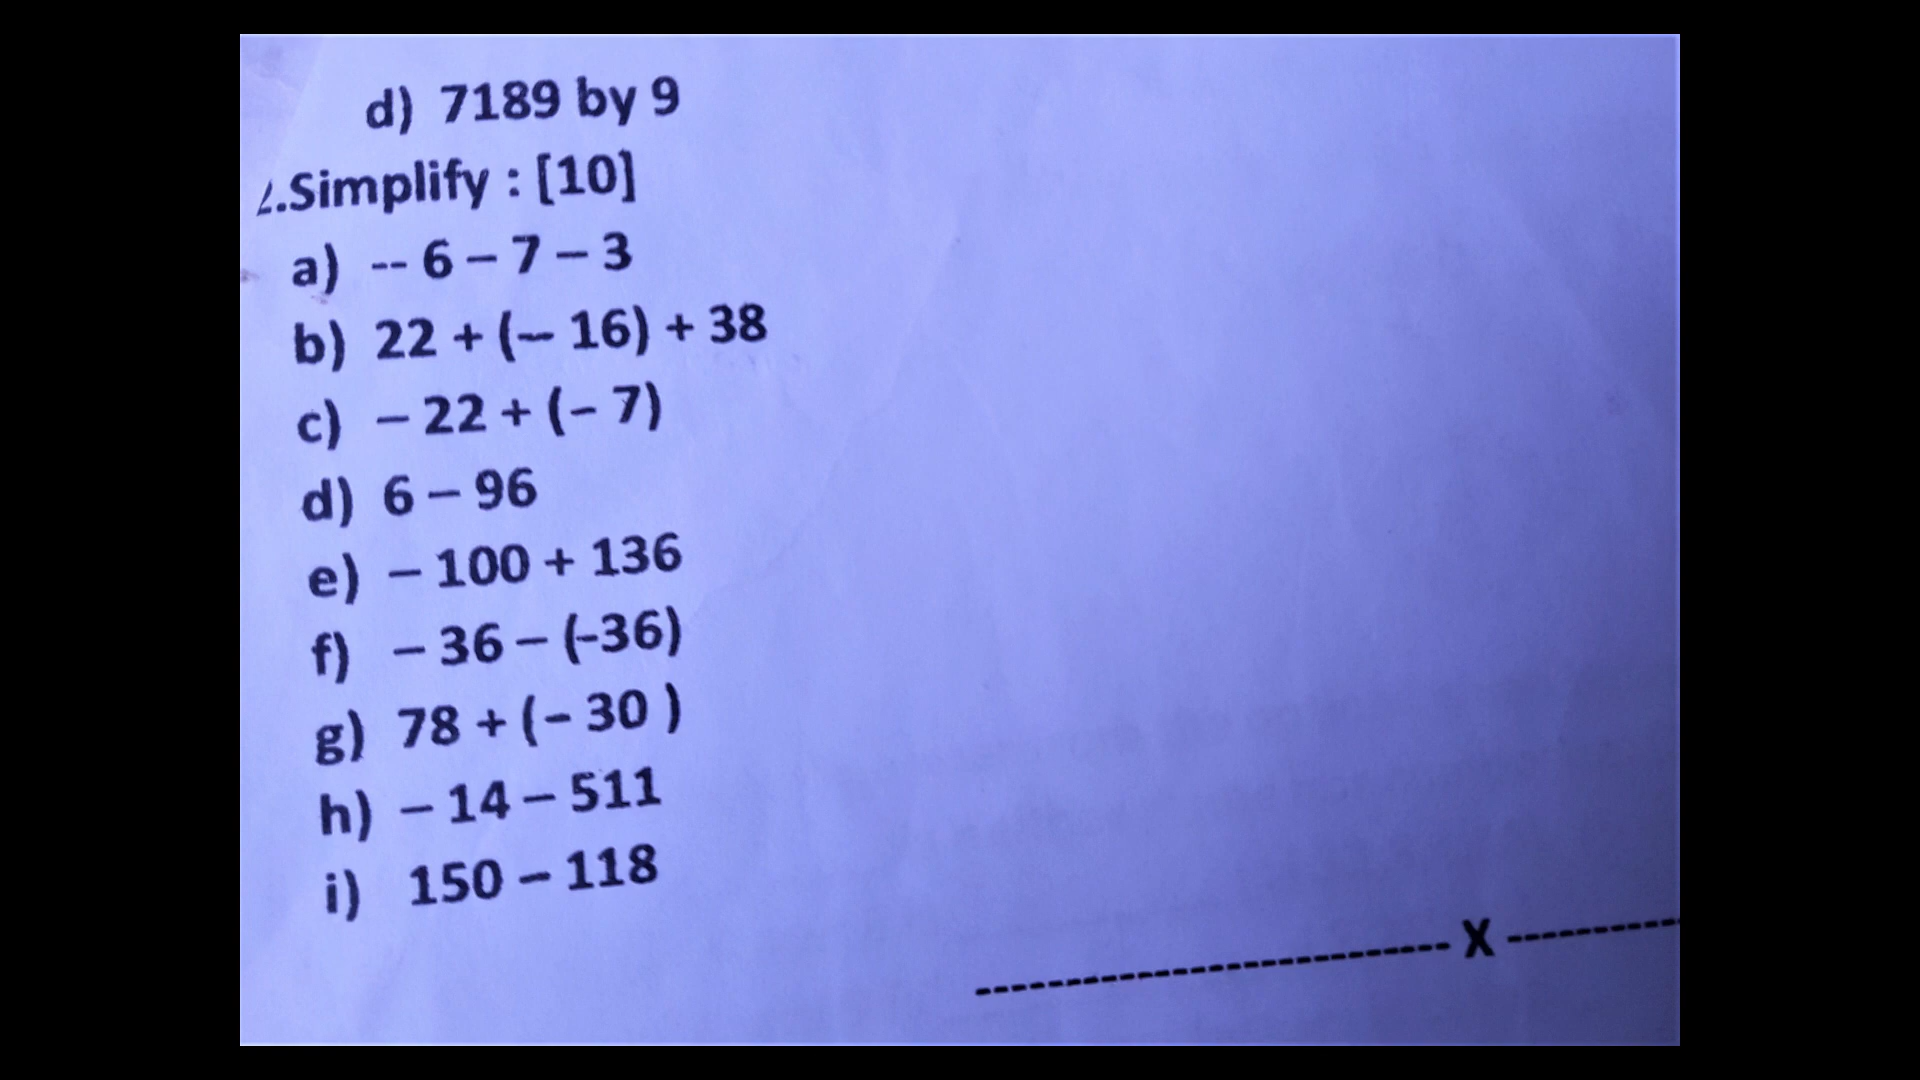 d) 7189 by 9
2.Simplify : [10]
a) -- 6 – 7 – 3
b) 22 + (-– 16) + 38
c) – 22 + (– 7)
d) 6 – 96
e) – 100 + 136
f) – 36 – (-36)
g) 78 + (– 30 )
h) – 14 – 511
i) 150 – 118
--------------------------- X ----------